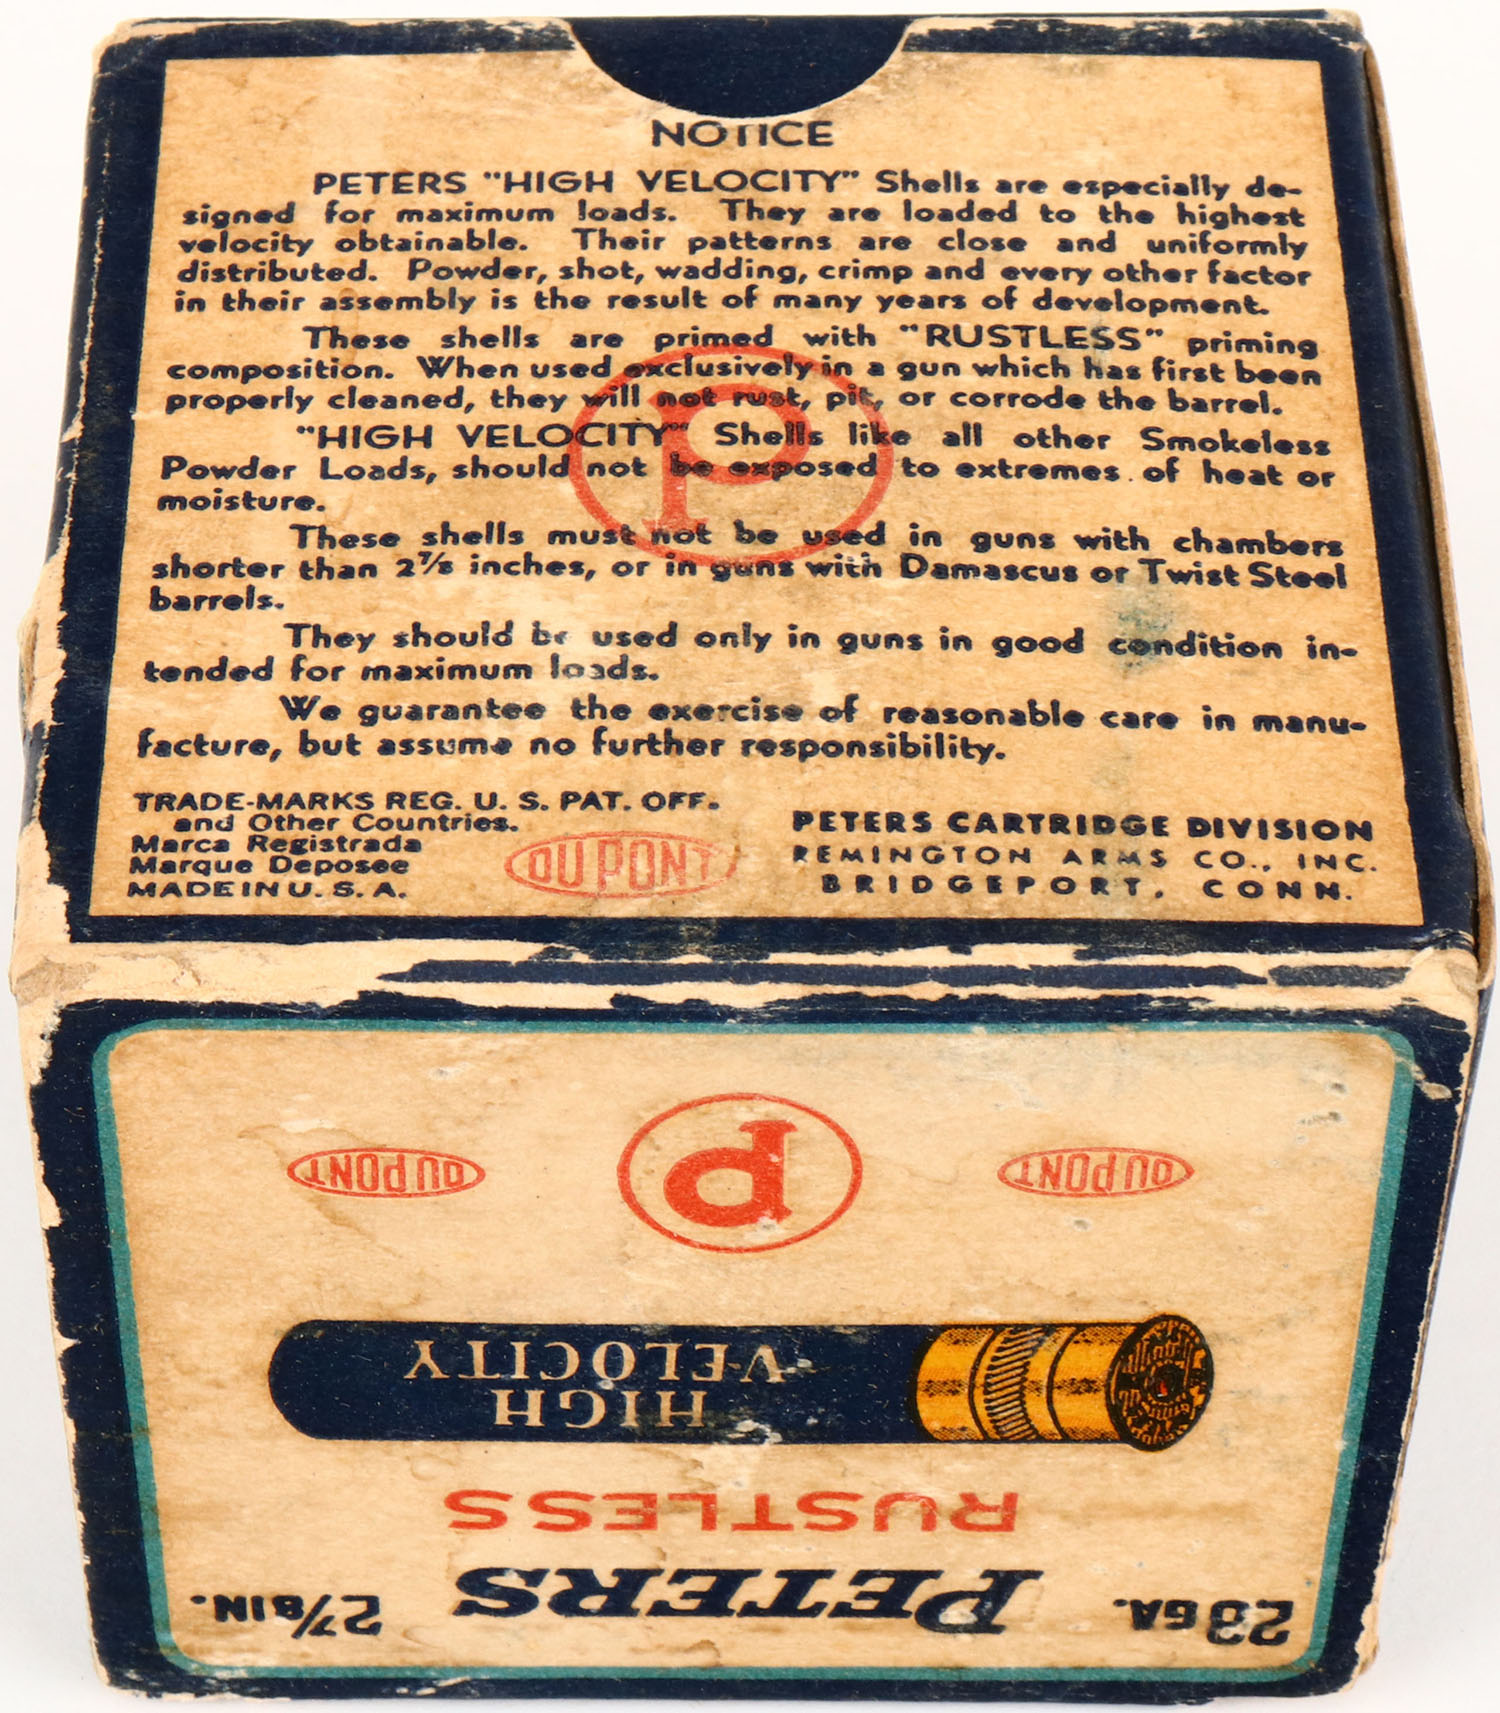 NOTICE
PETERS "HIGH VELOCITY" Shells are especially de-
signed for maximum loads. They are loaded to the highest
velocity obtainable. Their patterns are close and uniformly
distributed. Powder, shot, wadding, crimp and every other factor
in their assembly is the result of many years of development.
These shells are primed with "RUSTLESS" priming
composition. When used exclusively in a gun which has first been
properly cleaned, they will not rust, pit, or corrode the barrel.
"HIGH VELOCITY" Shells like all other Smokeless
Powder Loads, should not be exposed to extremes of heat or
moisture.
These shells must not be used in guns with chambers
shorter than 2⅞ inches, or in guns with Damascus or Twist Steel
barrels.
They should be used only in guns in good condition in-
tended for maximum loads.
We guarantee the exercise of reasonable care in manu-
facture, but assume no further responsibility.
P
TRADE-MARKS REG. U. S. PAT. OFF.
and Other Countries.
Marca Registrada
Marque Deposee
MADE IN U. S. A.
DU PONT
PETERS CARTRIDGE DIVISION
REMINGTON ARMS CO., INC.
BRIDGEPORT, CONN.
28 GA. PETERS 2⅞ IN.
RUSTLESS
HIGH
VELOCITY
DU PONT P DU PONT